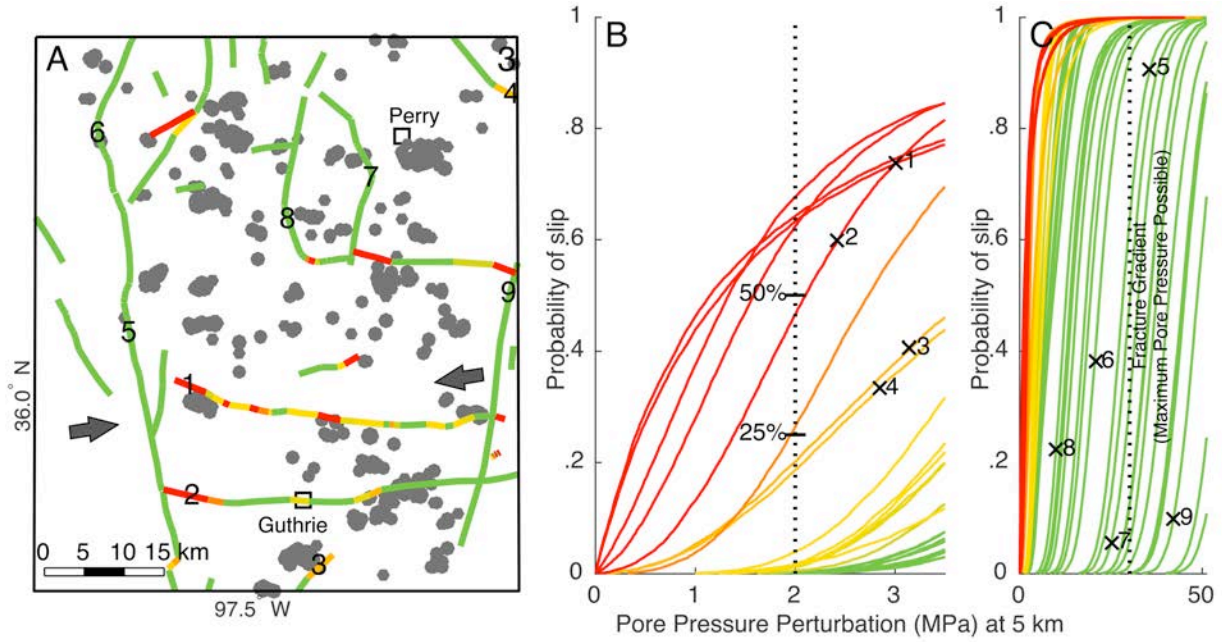 A
3
4
Perry
6
7
8
9
5
1
2
Guthrie
3
0 5 10 15 km
36.0° N
97.5° W
B
1
.8
.6
.4
.2
0
Probability of slip
1
2
50%
3
4
25%
0 1 2 3
C
1
.8
.6
.4
.2
0
Probability of slip
5
6
8
7
9
Fracture Gradient
(Maximum Pore Pressure Possible)
0 50
Pore Pressure Perturbation (MPa) at 5 km